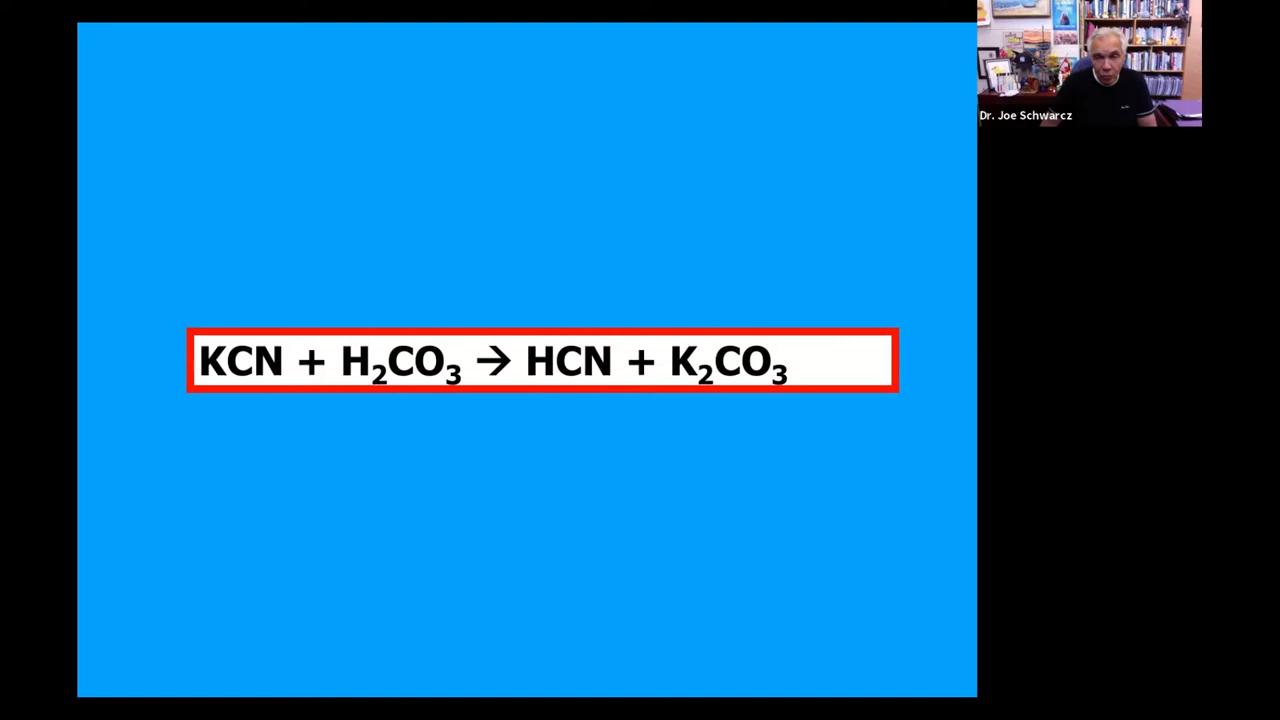 Dr. Joe Schwarcz
KCN + H₂CO₃ → HCN + K₂CO₃